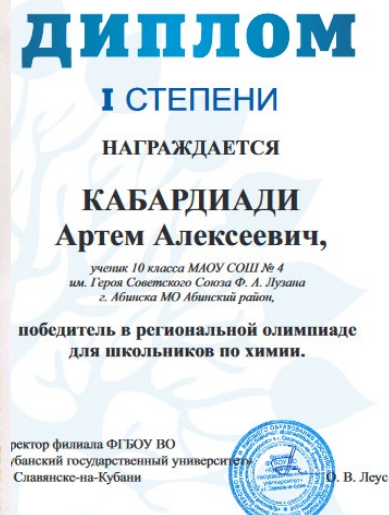 ДИПЛОМ
I СТЕПЕНИ
НАГРАЖДАЕТСЯ
КАБАРДИАДИ
Артем Алексеевич,
ученик 10 класса МАОУ СОШ № 4
им. Героя Советского Союза Ф. А. Лузана
г. Абинска МО Абинский район,
победитель в региональной олимпиаде
для школьников по химии.
ректор филиала ФГБОУ ВО
убанский государственный университет»
Славянске-на-Кубани О. В. Леус